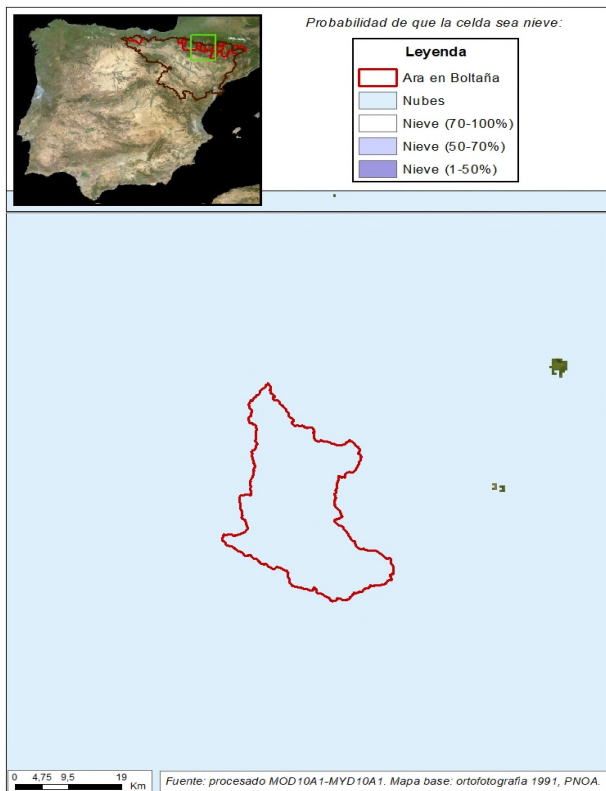 Probabilidad de que la celda sea nieve:
Leyenda
Ara en Boltaña
Nubes
Nieve (70-100%)
Nieve (50-70%)
Nieve (1-50%)
0 4,75 9,5 19
Km
Fuente: procesado MOD10A1-MYD10A1. Mapa base: ortofotografía 1991, PNOA.